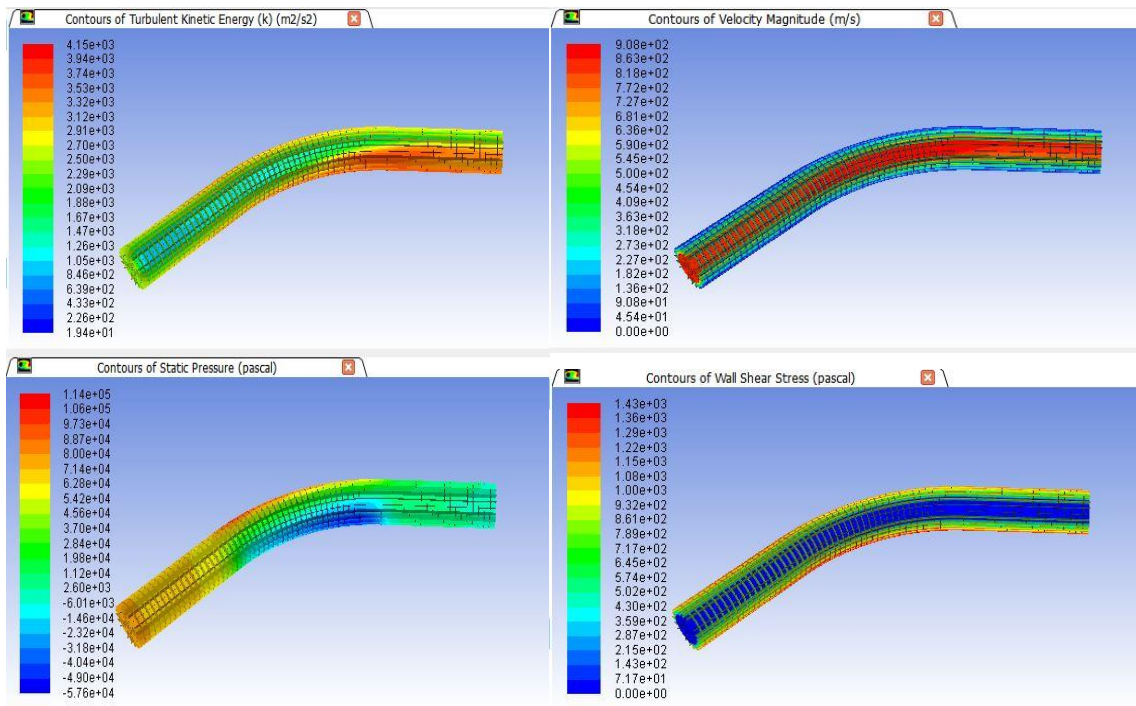 Contours of Turbulent Kinetic Energy (k) (m2/s2)
4.15e+03
3.94e+03
3.74e+03
3.53e+03
3.32e+03
3.12e+03
2.91e+03
2.70e+03
2.50e+03
2.29e+03
2.09e+03
1.88e+03
1.67e+03
1.47e+03
1.26e+03
1.05e+03
8.46e+02
6.39e+02
4.33e+02
2.26e+02
1.94e+01
Contours of Velocity Magnitude (m/s)
9.08e+02
8.63e+02
8.18e+02
7.72e+02
7.27e+02
6.81e+02
6.36e+02
5.90e+02
5.45e+02
5.00e+02
4.54e+02
4.09e+02
3.63e+02
3.18e+02
2.73e+02
2.27e+02
1.82e+02
1.36e+02
9.08e+01
4.54e+01
0.00e+00
Contours of Static Pressure (pascal)
1.14e+05
1.06e+05
9.73e+04
8.87e+04
8.00e+04
7.14e+04
6.28e+04
5.42e+04
4.56e+04
3.70e+04
2.84e+04
1.98e+04
1.12e+04
2.60e+03
-6.01e+03
-1.46e+04
-2.32e+04
-3.18e+04
-4.04e+04
-4.90e+04
-5.76e+04
Contours of Wall Shear Stress (pascal)
1.43e+03
1.36e+03
1.29e+03
1.22e+03
1.15e+03
1.08e+03
1.00e+03
9.32e+02
8.61e+02
7.89e+02
7.17e+02
6.45e+02
5.74e+02
5.02e+02
4.30e+02
3.59e+02
2.87e+02
2.15e+02
1.43e+02
7.17e+01
0.00e+00